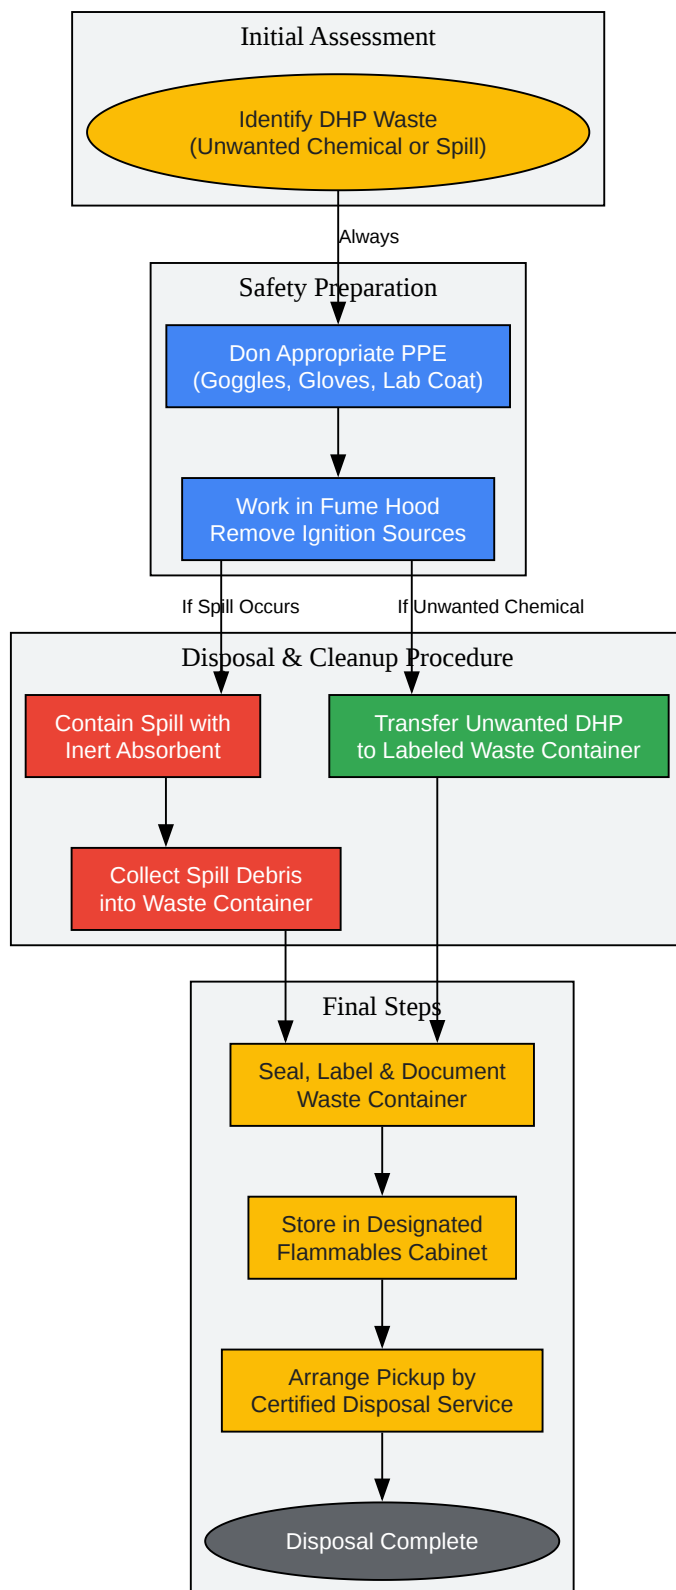 Initial Assessment
Identify DHP Waste
(Unwanted Chemical or Spill)
Always
Safety Preparation
Don Appropriate PPE
(Goggles, Gloves, Lab Coat)
Work in Fume Hood
Remove Ignition Sources
If Spill Occurs
If Unwanted Chemical
Disposal & Cleanup Procedure
Contain Spill with
Inert Absorbent
Transfer Unwanted DHP
to Labeled Waste Container
Collect Spill Debris
into Waste Container
Final Steps
Seal, Label & Document
Waste Container
Store in Designated
Flammables Cabinet
Arrange Pickup by
Certified Disposal Service
Disposal Complete